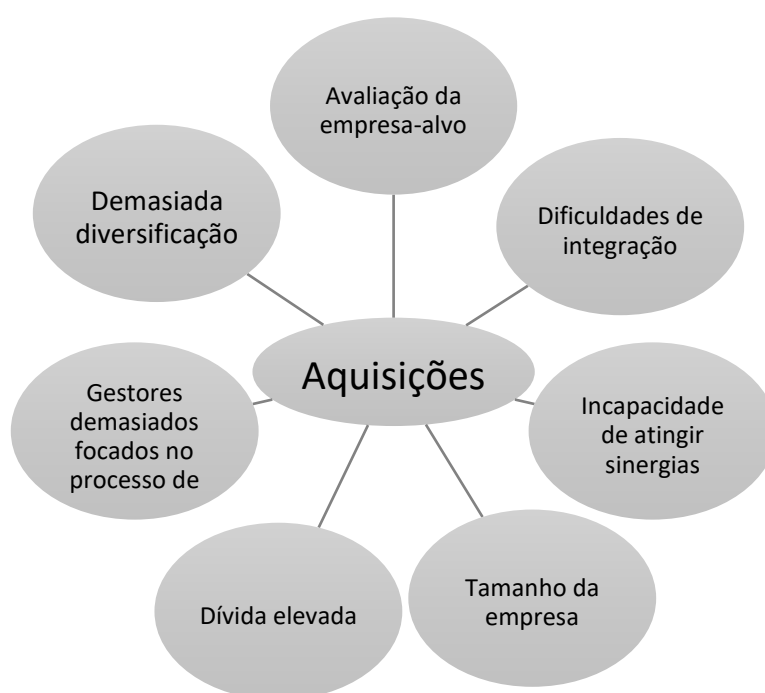 Avaliação da
empresa-alvo
Demasiada
diversificação
Dificuldades de
integração
Aquisições
Gestores
demasiados
focados no
processo de
Incapacidade
de atingir
sinergias
Dívida elevada
Tamanho da
empresa